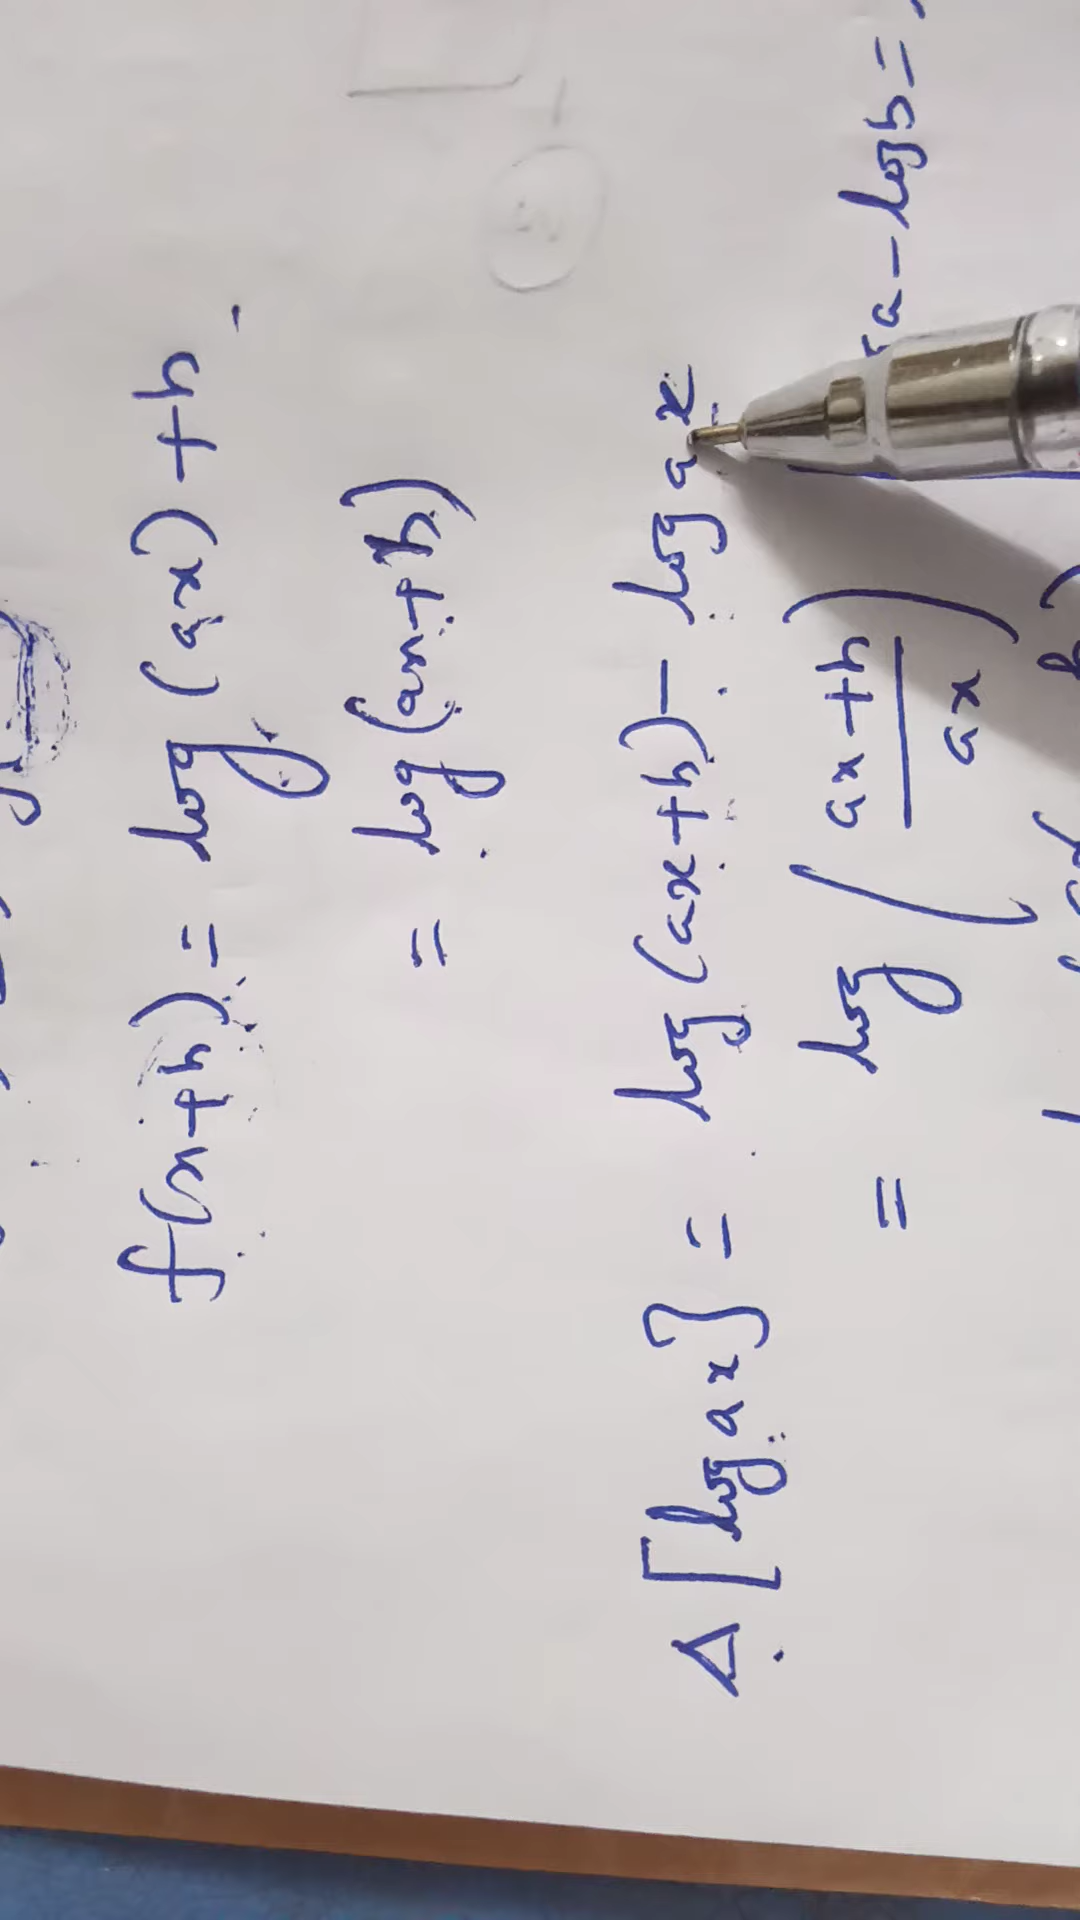 f(x+h) = log (ax) + h
= log (ax+h)
Δ [log ax] = log (ax+h) - log ax
= log (ax+h / ax)
a - log b =